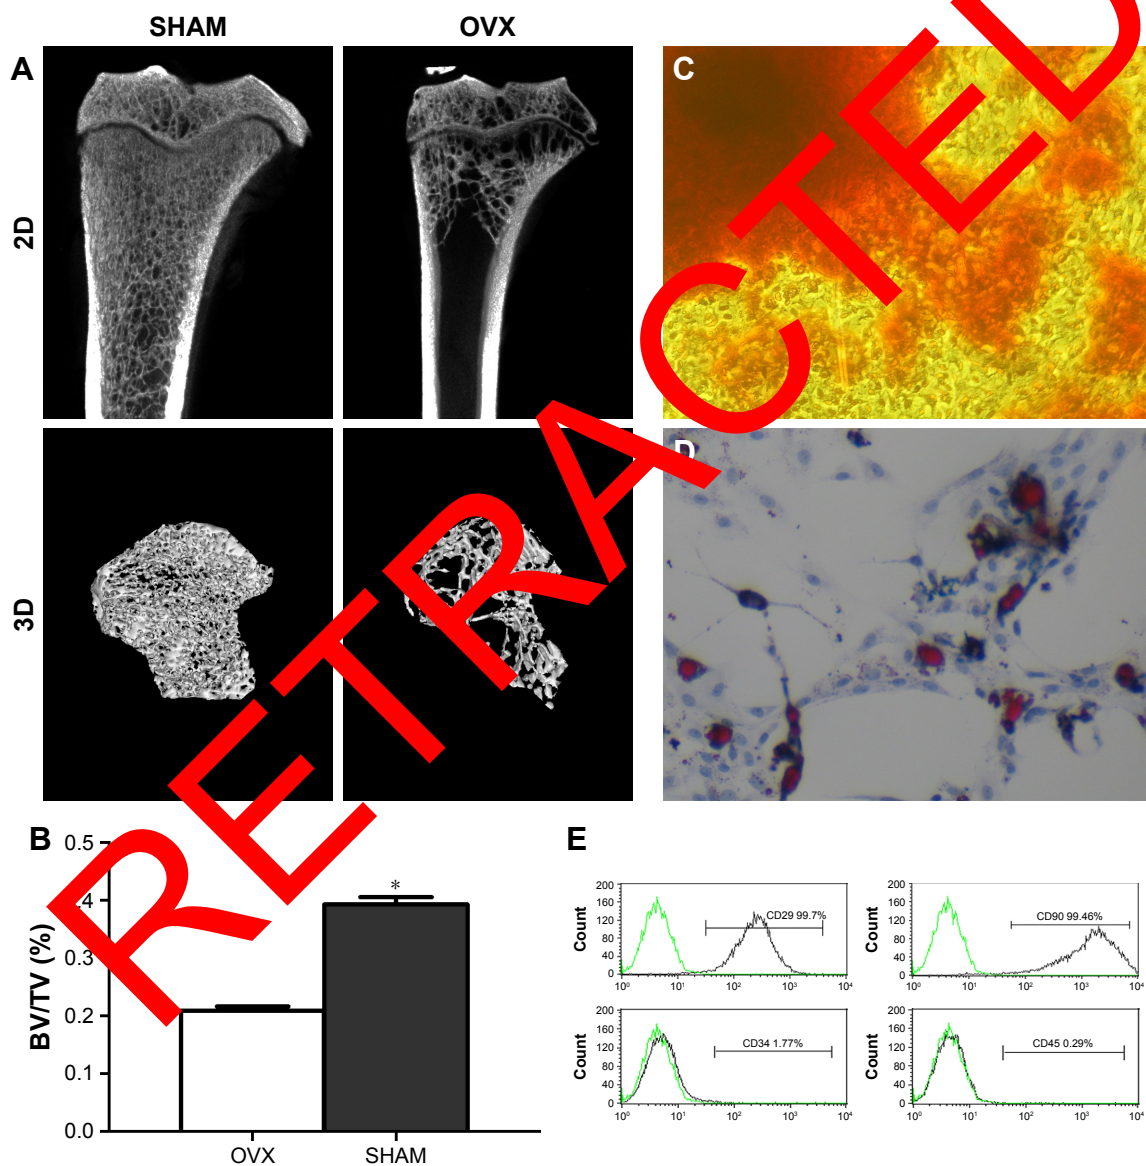 SHAM OVX
A
C
2D
D
3D
RETRACTED
B
E
BV/TV (%)
0.5
0.4
0.3
0.2
0.1
0.0
*
OVX SHAM
Count
200
160
120
80
40
0
CD29 99.7%
10⁰ 10¹ 10² 10³ 10⁴
Count
200
160
120
80
40
0
CD90 99.46%
10⁰ 10¹ 10² 10³ 10⁴
Count
200
160
120
80
40
0
CD34 1.77%
10⁰ 10¹ 10² 10³ 10⁴
Count
200
160
120
80
40
0
CD45 0.29%
10⁰ 10¹ 10² 10³ 10⁴